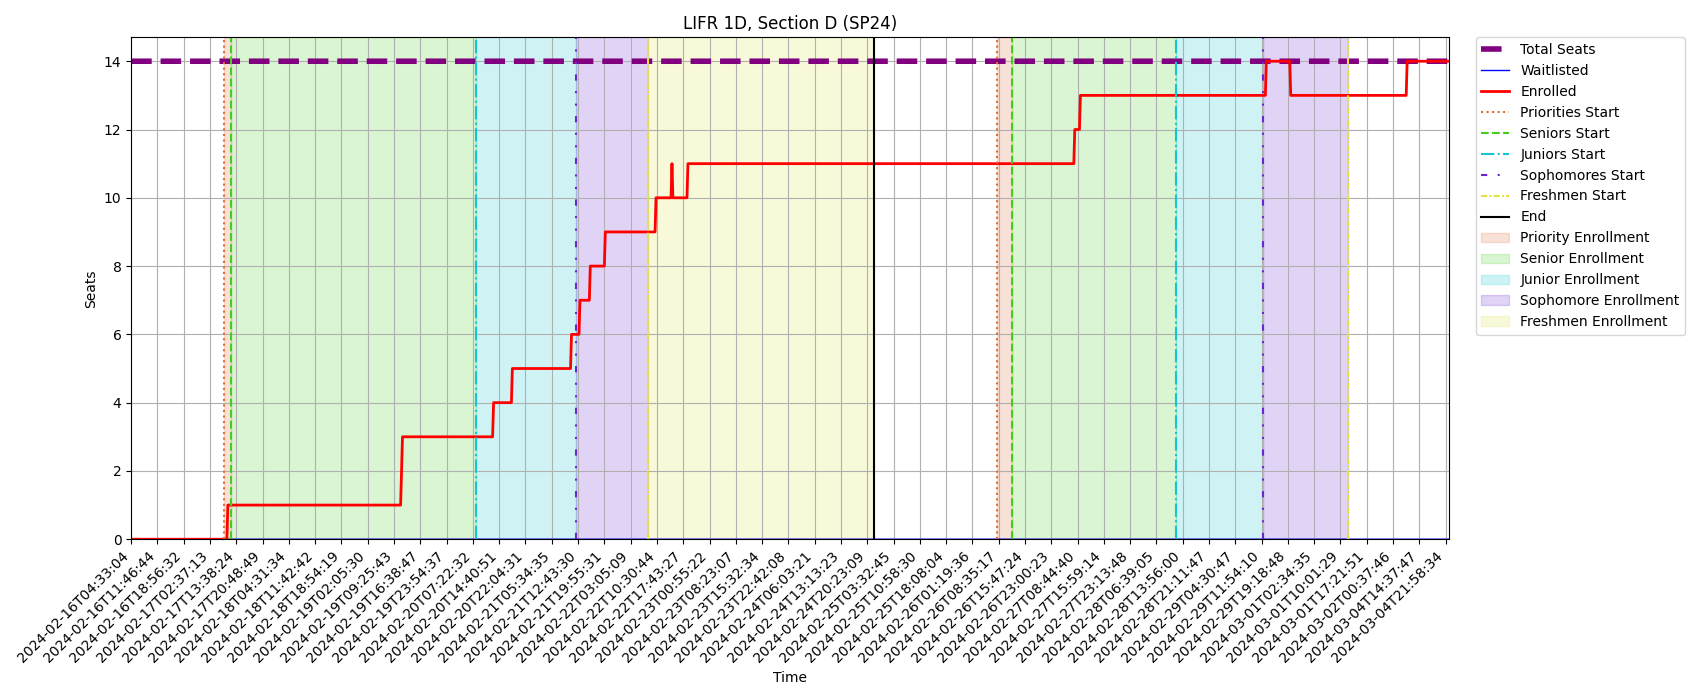 LIFR 1D, Section D (SP24)
Total Seats
Waitlisted
Enrolled
Priorities Start
Seniors Start
Juniors Start
Sophomores Start
Freshmen Start
End
Priority Enrollment
Senior Enrollment
Junior Enrollment
Sophomore Enrollment
Freshmen Enrollment
Seats
14
12
10
8
6
4
2
0
2024-02-16T04:33:04
2024-02-16T11:46:44
2024-02-16T18:56:32
2024-02-17T02:37:13
2024-02-17T13:38:24
2024-02-17T20:48:49
2024-02-18T04:31:34
2024-02-18T11:42:42
2024-02-18T18:54:19
2024-02-19T02:05:30
2024-02-19T09:25:43
2024-02-19T16:38:47
2024-02-19T23:54:37
2024-02-20T07:22:32
2024-02-20T14:40:51
2024-02-20T22:04:31
2024-02-21T05:34:35
2024-02-21T12:43:30
2024-02-21T19:55:31
2024-02-22T03:05:09
2024-02-22T10:30:44
2024-02-22T17:43:27
2024-02-23T00:55:22
2024-02-23T08:23:07
2024-02-23T15:32:34
2024-02-23T22:42:08
2024-02-24T06:03:21
2024-02-24T13:13:23
2024-02-24T20:23:09
2024-02-25T03:32:45
2024-02-25T10:58:30
2024-02-25T18:08:04
2024-02-26T01:19:36
2024-02-26T08:35:17
2024-02-26T15:47:24
2024-02-26T23:00:23
2024-02-27T08:44:40
2024-02-27T15:59:14
2024-02-27T23:13:48
2024-02-28T06:39:05
2024-02-28T13:56:00
2024-02-28T21:11:47
2024-02-29T04:30:47
2024-02-29T11:54:10
2024-02-29T19:18:48
2024-03-01T02:34:35
2024-03-01T10:01:29
2024-03-01T17:21:51
2024-03-02T00:37:46
2024-03-04T14:37:47
2024-03-04T21:58:34
Time